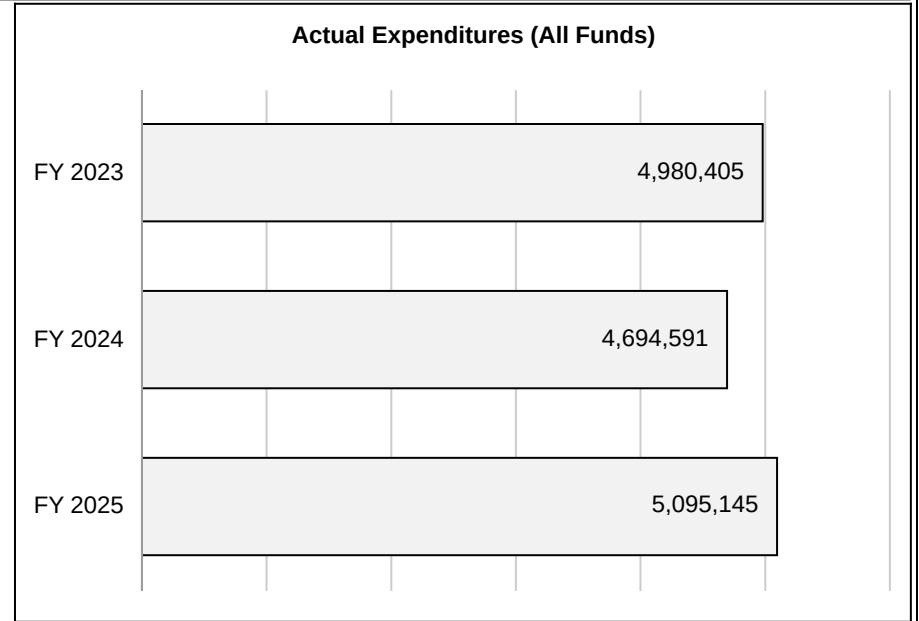 Actual Expenditures (All Funds)
FY 2023
4,980,405
FY 2024
4,694,591
FY 2025
5,095,145